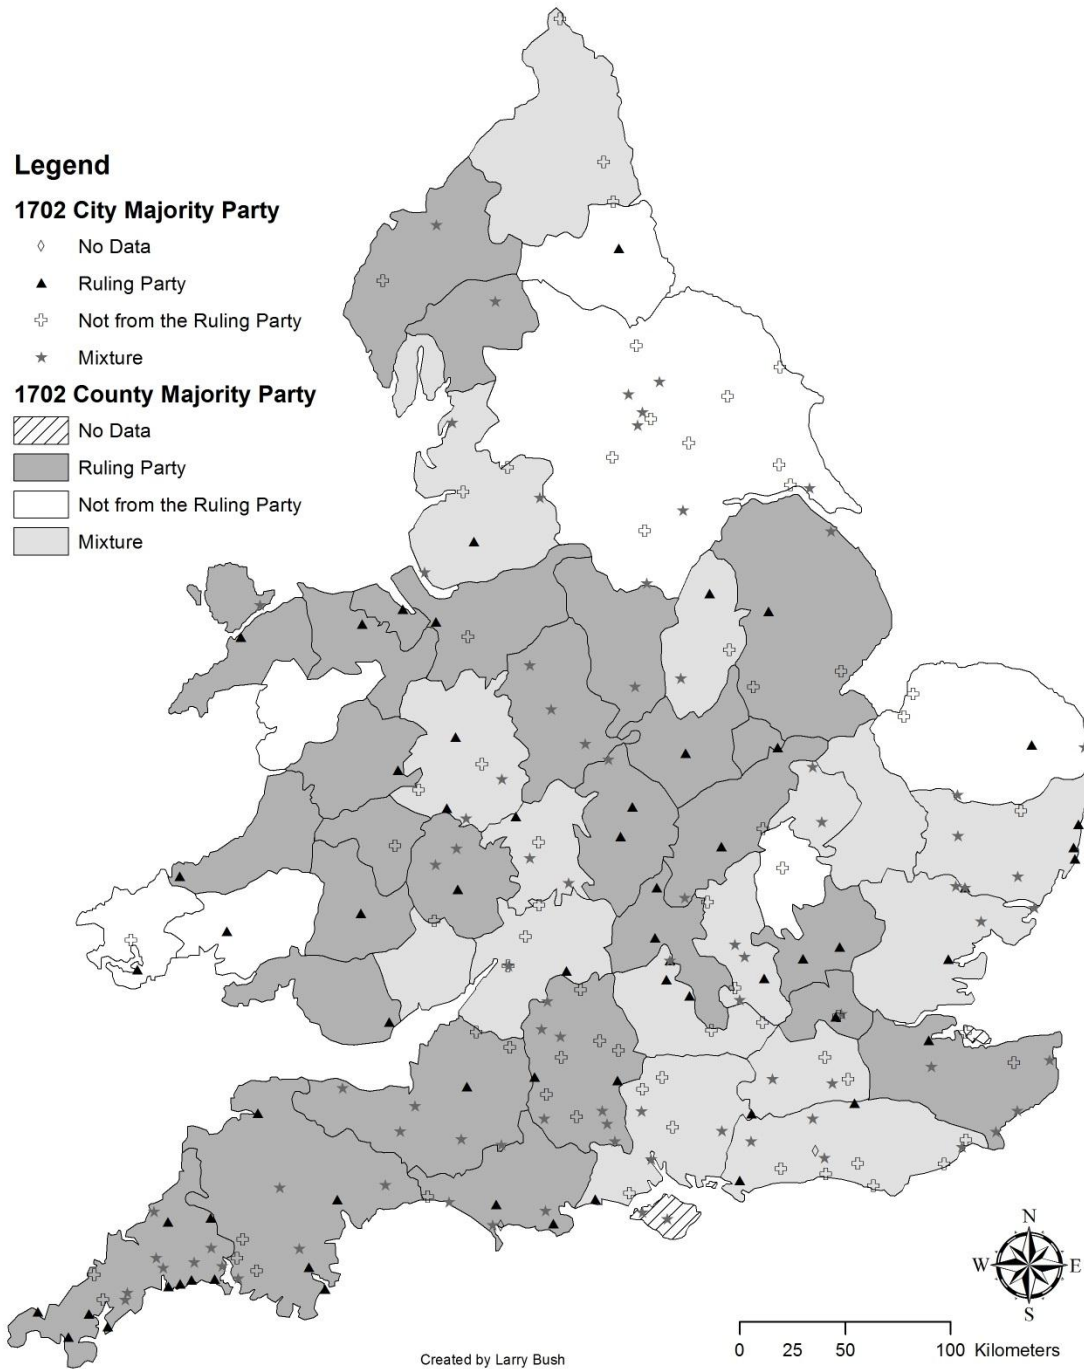 Legend
1702 City Majority Party
No Data
Ruling Party
Not from the Ruling Party
Mixture
1702 County Majority Party
No Data
Ruling Party
Not from the Ruling Party
Mixture
N
W E
S
0 25 50 100 Kilometers
Created by Larry Bush